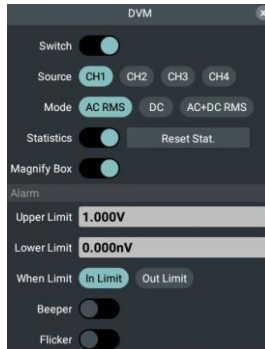 DVM
Switch
Source CH1 CH2 CH3 CH4
Mode AC RMS DC AC+DC RMS
Statistics Reset Stat.
Magnify Box
Alarm
Upper Limit 1.000V
Lower Limit 0.000nV
When Limit In Limit Out Limit
Beeper
Flicker